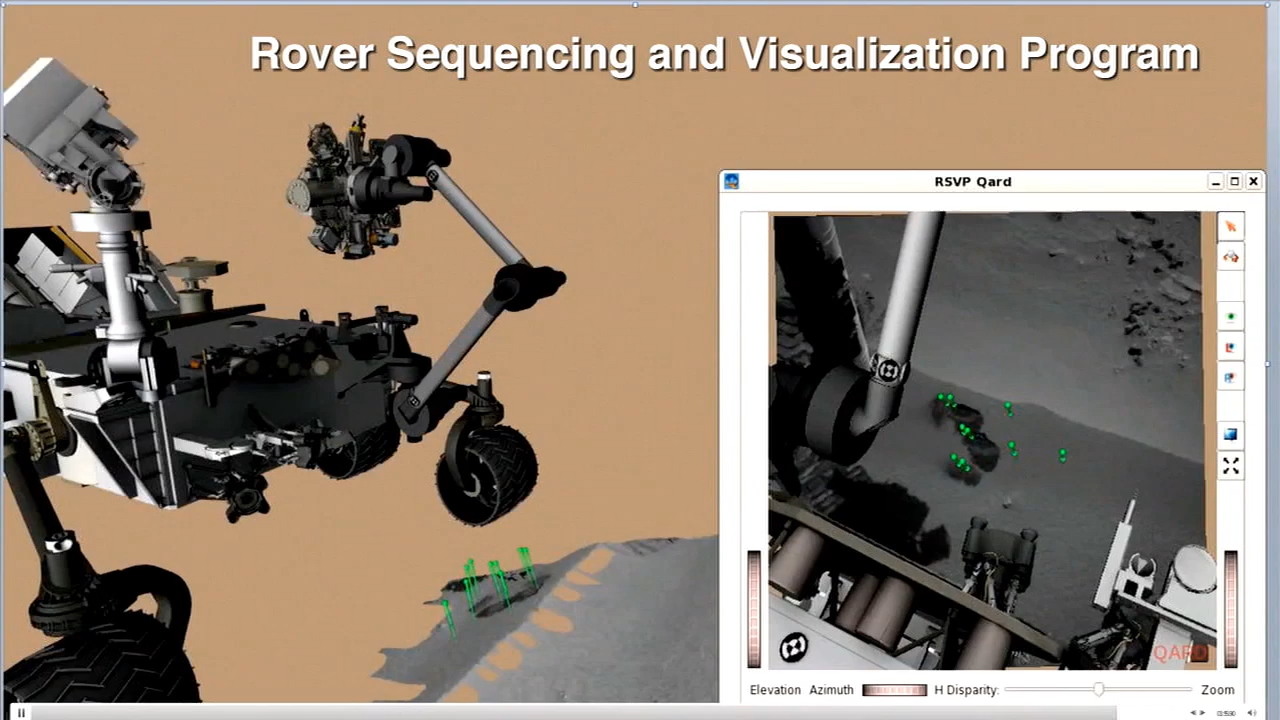 Rover Sequencing and Visualization Program
RSVP Qard
QARD
Elevation Azimuth H Disparity: Zoom